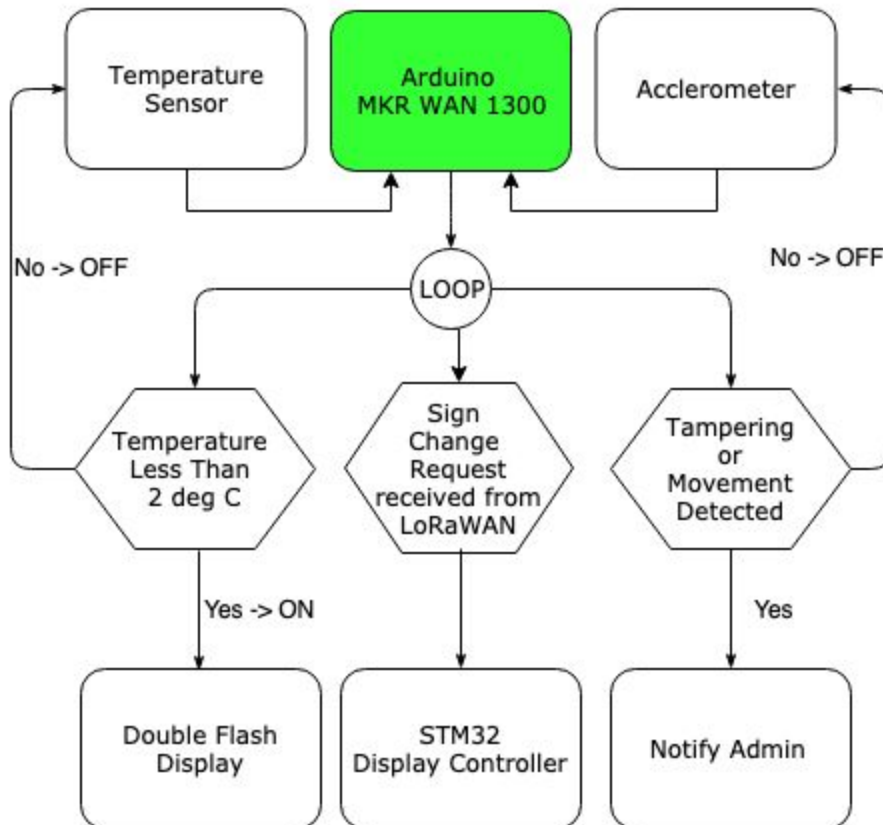 Temperature
Sensor
Arduino
MKR WAN 1300
Acclerometer
No -> OFF
No -> OFF
LOOP
Temperature
Less Than
2 deg C
Sign
Change
Request
received from
LoRaWAN
Tampering
or
Movement
Detected
Yes -> ON
Yes
Double Flash
Display
STM32
Display Controller
Notify Admin